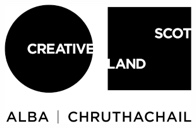 SCOT
CREATIVE
LAND
ALBA | CHRUTHACHAIL